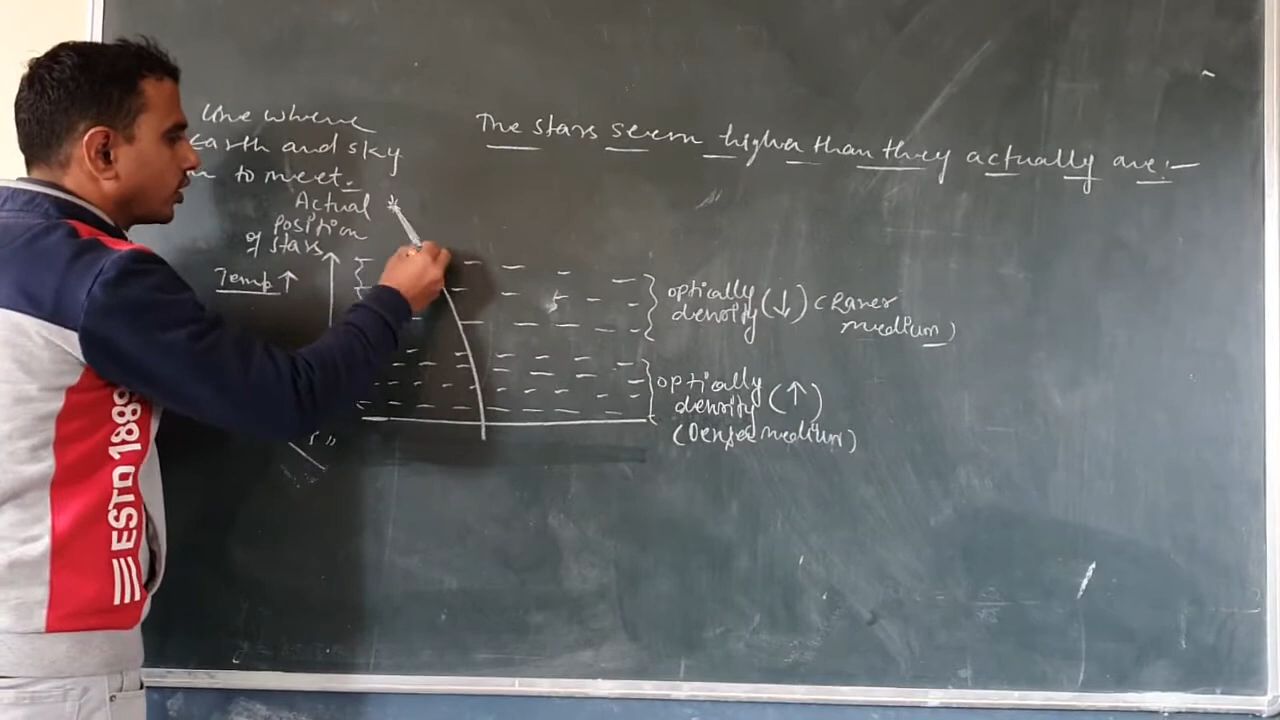 Line where
Earth and sky
to meet.
The stars seem higher than they actually are:-
Actual
Position
of stars
Temp ↑
optically
density (↓) (Rarer
medium)
optically
density (↑)
(Denser medium)
ESTD 1889